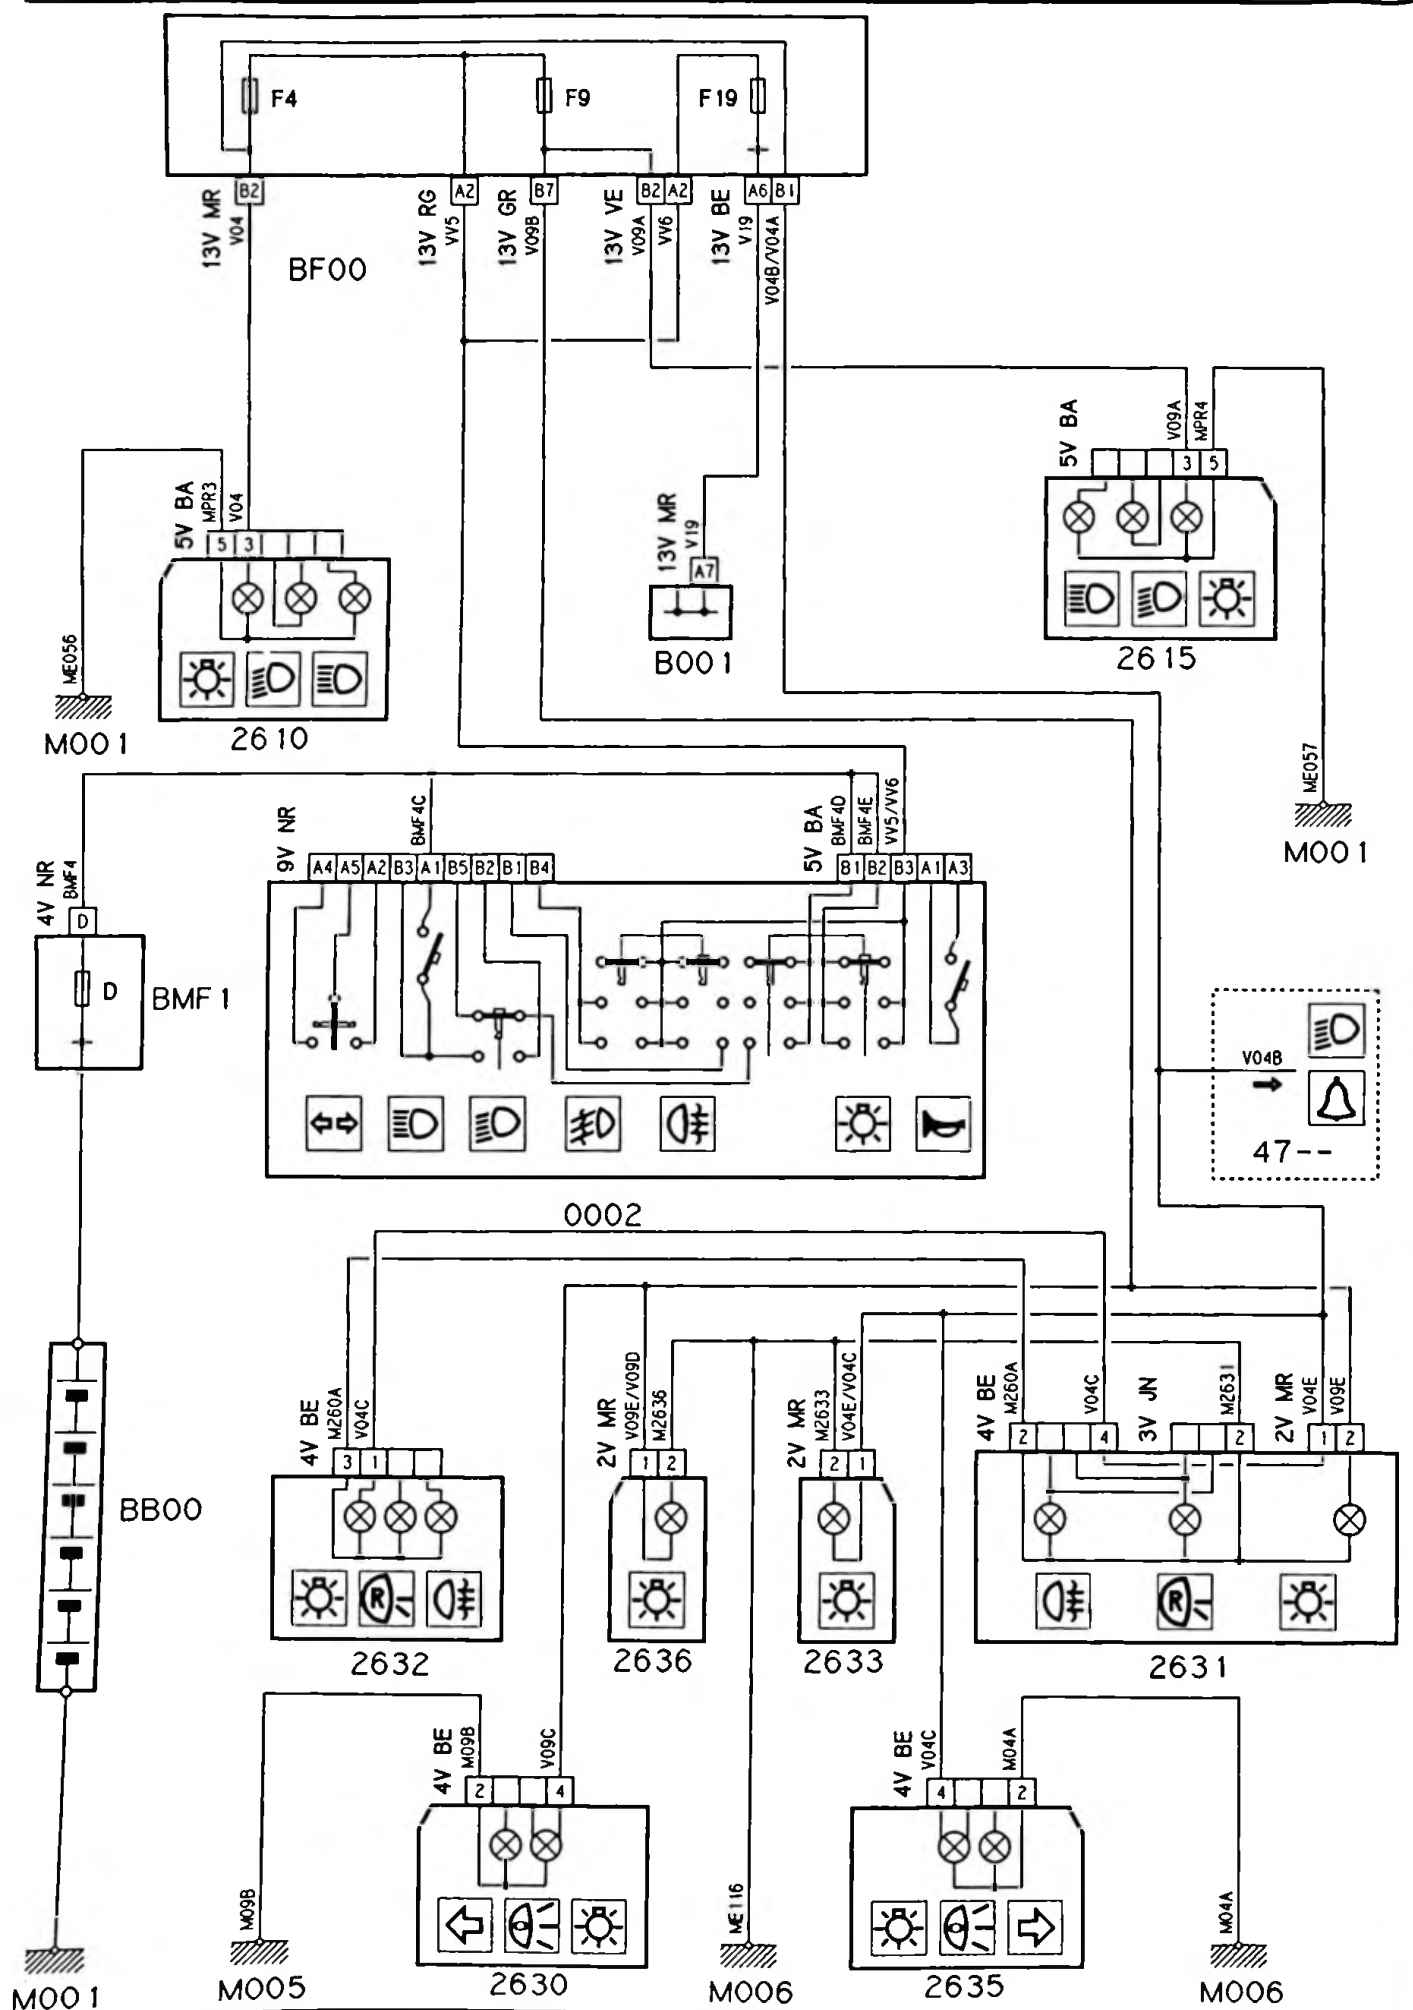 F4
F9
F19
B2
A2
B7
B2
A2
A6
B1
13V MR
V04
13V RG
VV5
13V GR
V09B
13V VE
V09A
VV6
13V BE
V19
V04B/V04A
BF00
5V BA
MPR3
V04
5
3
ME056
M001
2610
13V MR
V19
A7
B001
5V BA
V09A
MPR4
3
5
2615
ME057
M001
4V NR
BMF4
D
D
BMF1
9V NR
BMF4C
A4
A5
A2
B3
A1
B5
B2
B1
B4
5V BA
BMF4D
BMF4E
VV5/VV6
B1
B2
B3
A1
A3
0002
V04B
47--
BB00
M001
4V BE
M260A
V04C
3
1
R
2632
2V MR
V09E/V09D
M2636
1
2
2636
2V MR
M2633
V04E/V04C
2
1
2633
4V BE
M260A
V04C
2
4
3V JN
M2631
2
2V MR
V04E
V09E
1
2
R
2631
4V BE
M09B
V09C
2
4
2630
M09B
M005
ME116
M006
4V BE
V04C
M04A
4
2
2635
M04A
M006